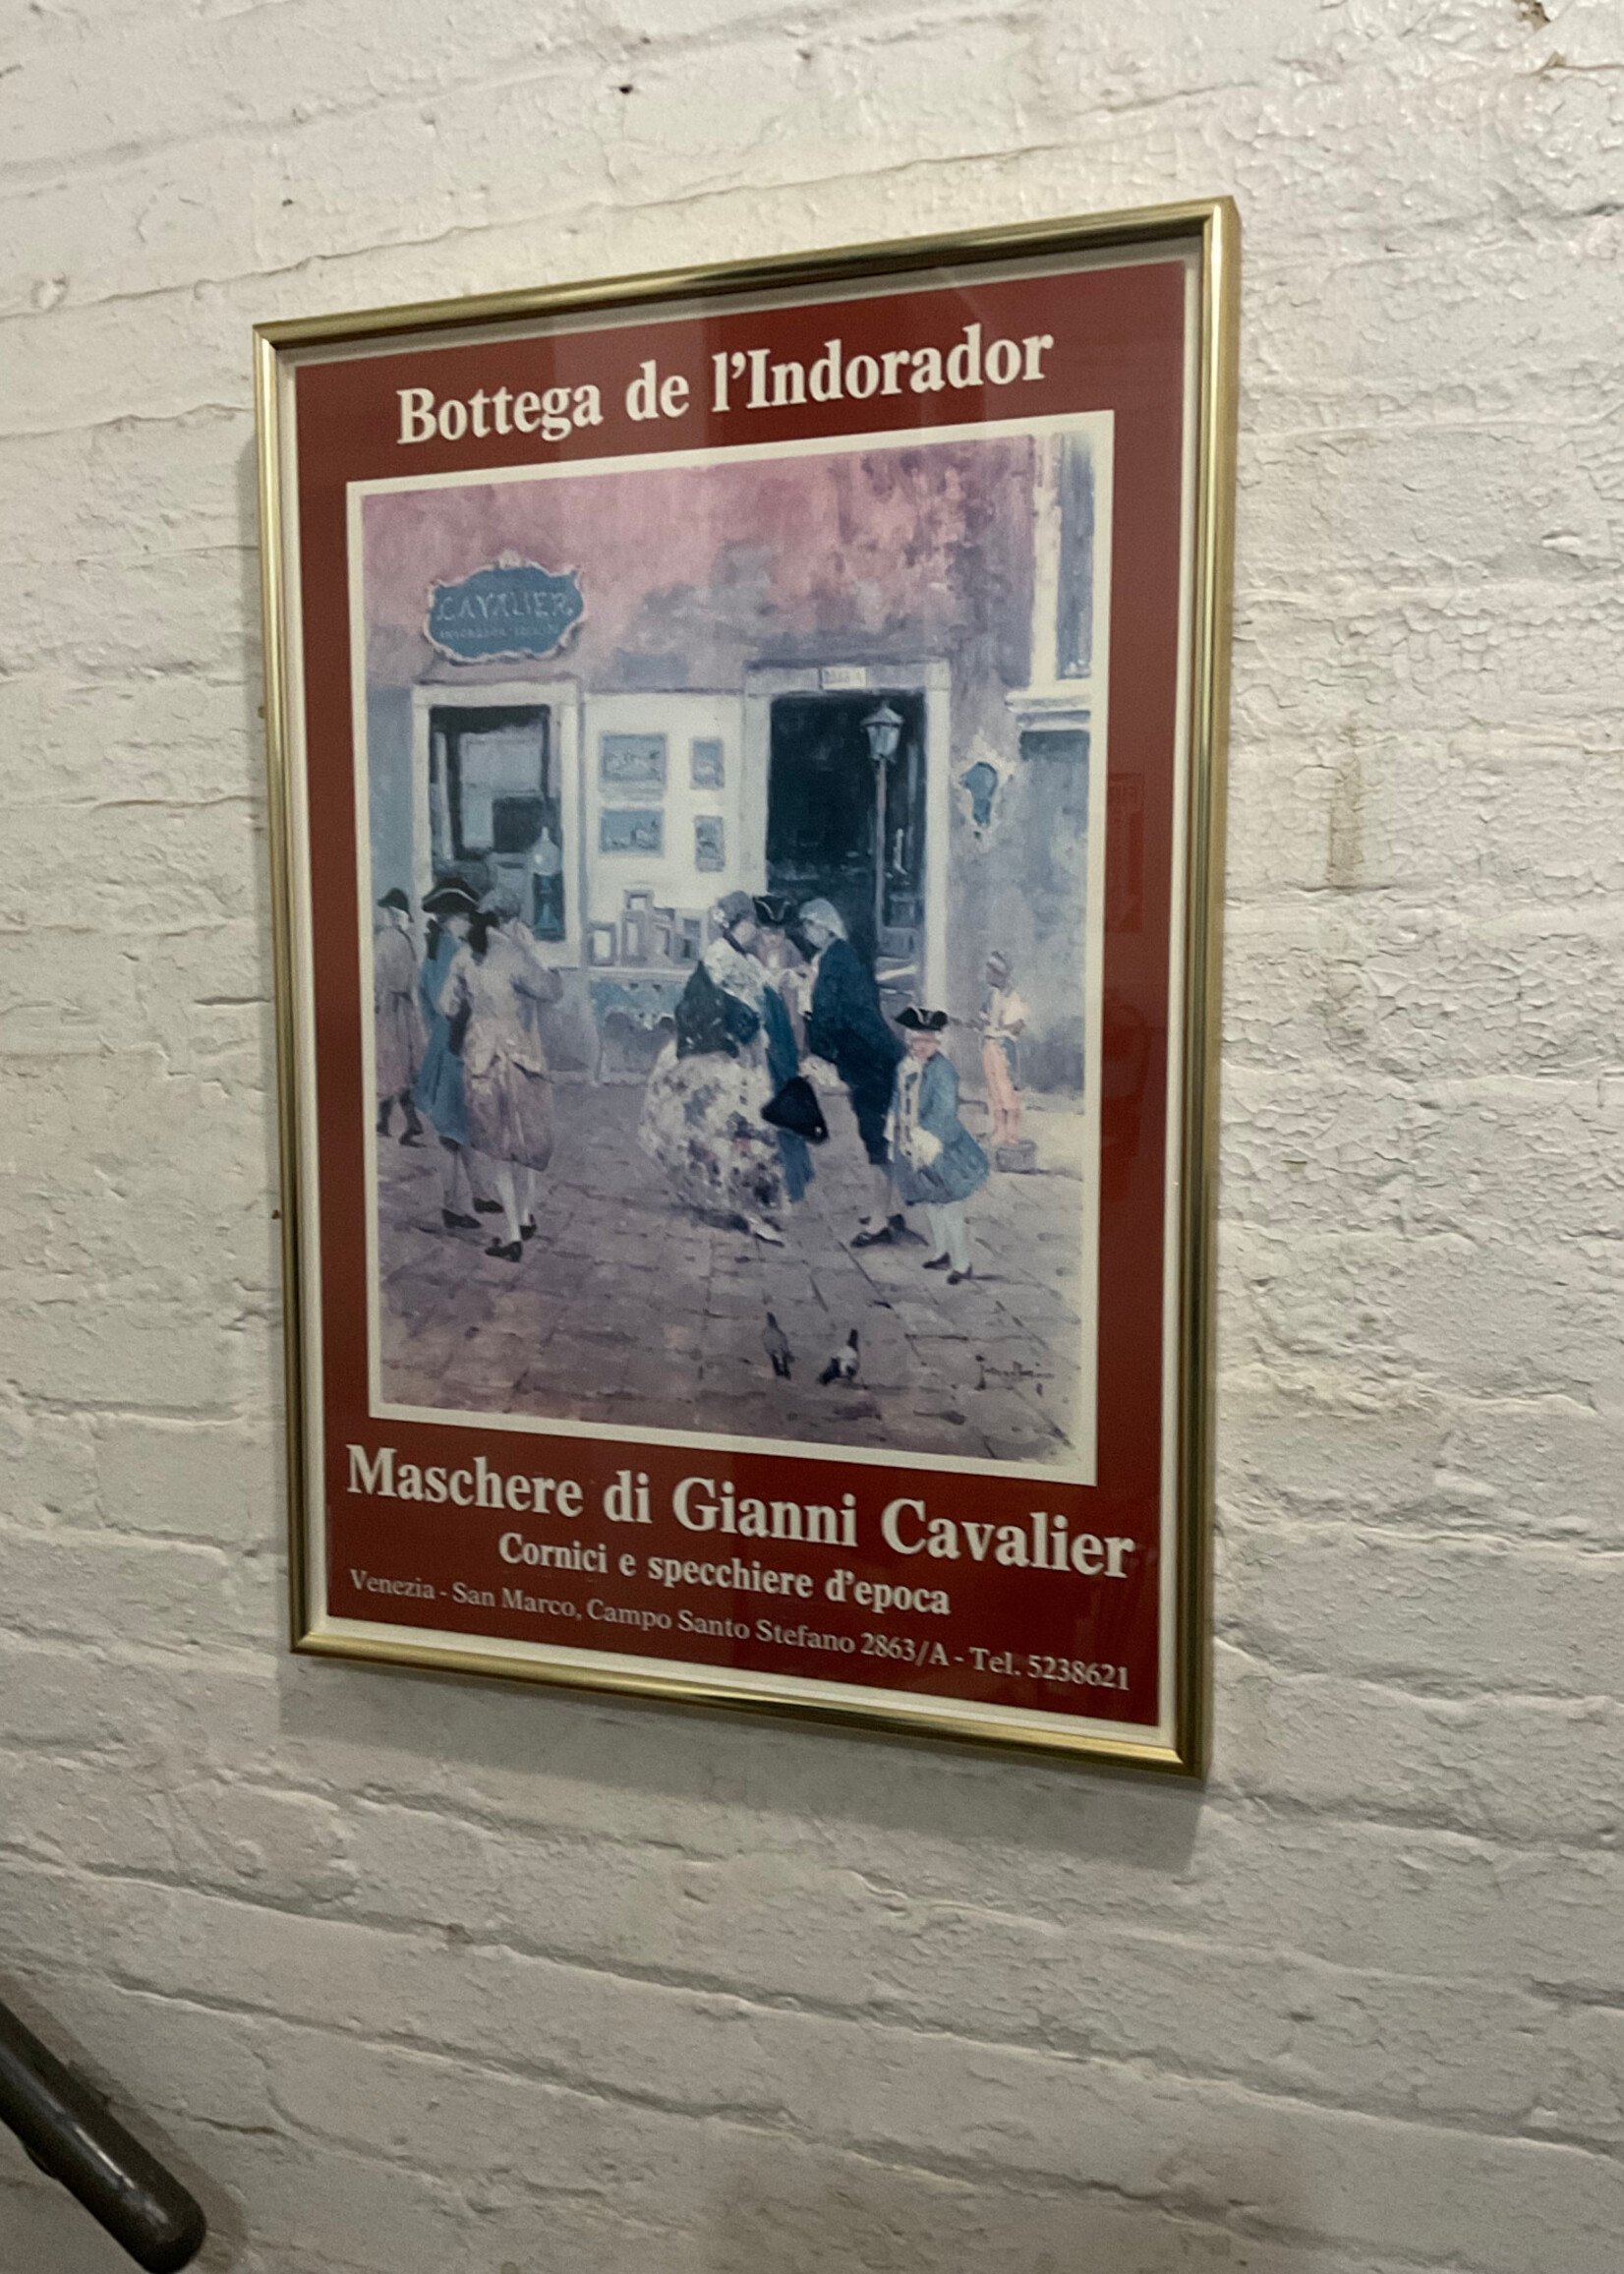 Bottega de l'Indorador
CAVALIER
Maschere di Gianni Cavalier
Cornici e specchiere d'epoca
Venezia - San Marco, Campo Santo Stefano 2863/A - Tel. 5238621